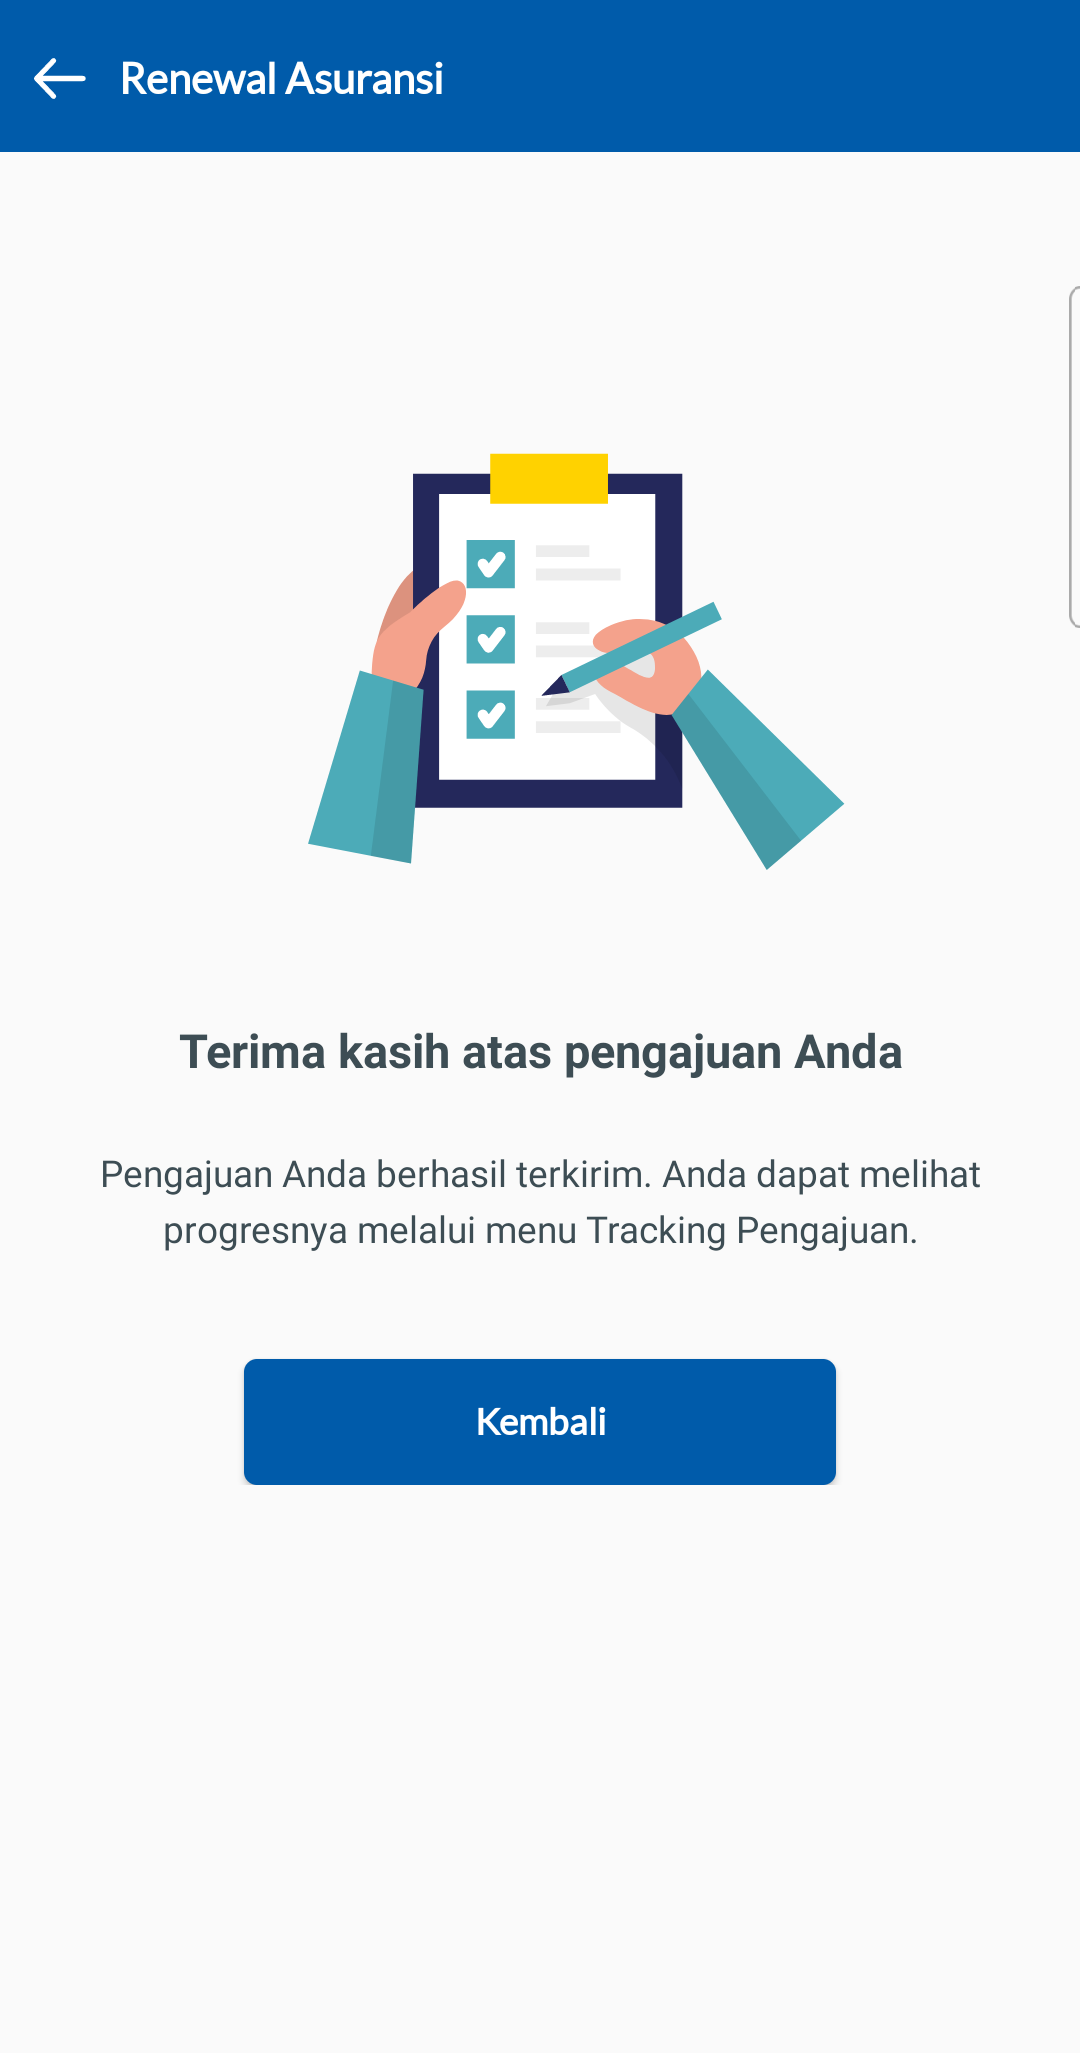 Renewal Asuransi
Terima kasih atas pengajuan Anda
Pengajuan Anda berhasil terkirim. Anda dapat melihat
progresnya melalui menu Tracking Pengajuan.
Kembali